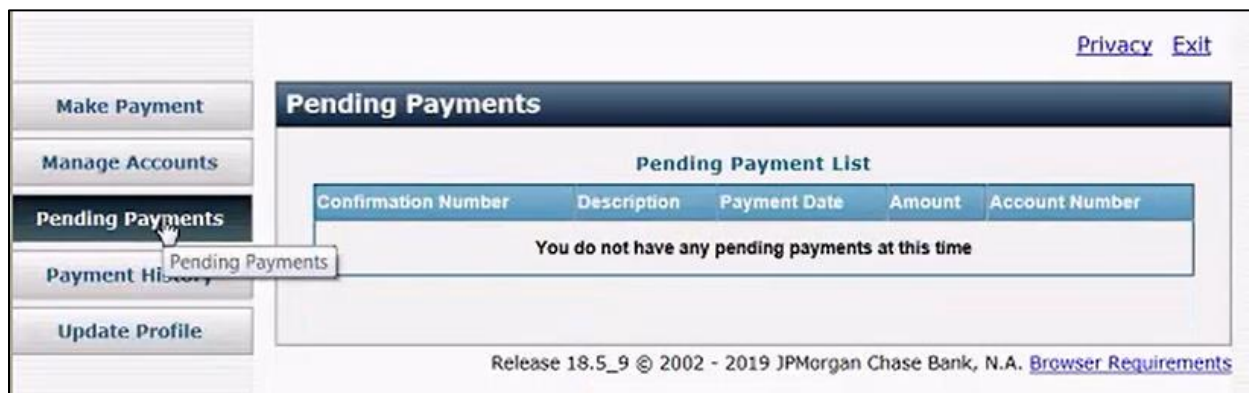 Privacy Exit
Make Payment
Manage Accounts
Pending Payments
Pending Payments
Payment History
Update Profile
Pending Payments
Pending Payment List
Confirmation Number Description Payment Date Amount Account Number
You do not have any pending payments at this time
Release 18.5_9 © 2002 - 2019 JPMorgan Chase Bank, N.A. Browser Requirements